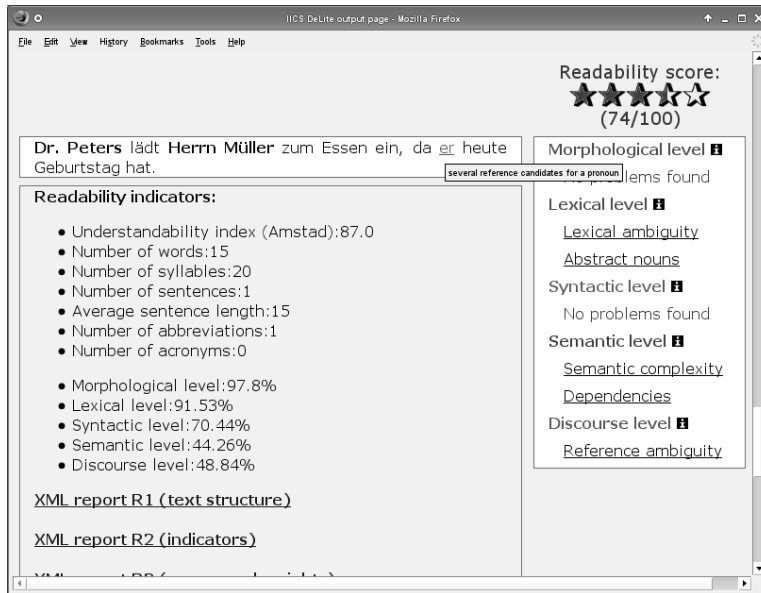 IICS DeLite output page - Mozilla Firefox
File Edit View History Bookmarks Tools Help
Readability score:
(74/100)
Dr. Peters lädt Herrn Müller zum Essen ein, da er heute
Geburtstag hat.
several reference candidates for a pronoun
Readability indicators:
Understandability index (Amstad):87.0
Number of words:15
Number of syllables:20
Number of sentences:1
Average sentence length:15
Number of abbreviations:1
Number of acronyms:0
Morphological level:97.8%
Lexical level:91.53%
Syntactic level:70.44%
Semantic level:44.26%
Discourse level:48.84%
XML report R1 (text structure)
XML report R2 (indicators)
Morphological level i
problems found
Lexical level i
Lexical ambiguity
Abstract nouns
Syntactic level i
No problems found
Semantic level i
Semantic complexity
Dependencies
Discourse level i
Reference ambiguity